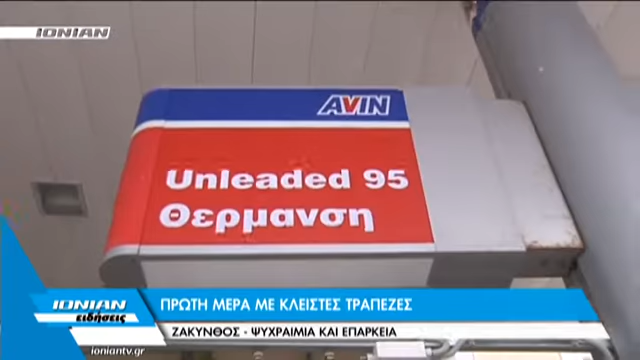 IONIAN
AVIN
Unleaded 95
Θερμανση
IONIAN
ειδήσεις
ΠΡΩΤΗ ΜΕΡΑ ΜΕ ΚΛΕΙΣΤΕΣ ΤΡΑΠΕΖΕΣ
ΖΑΚΥΝΘΟΣ - ΨΥΧΡΑΙΜΙΑ ΚΑΙ ΕΠΑΡΚΕΙΑ
ioniantv.gr